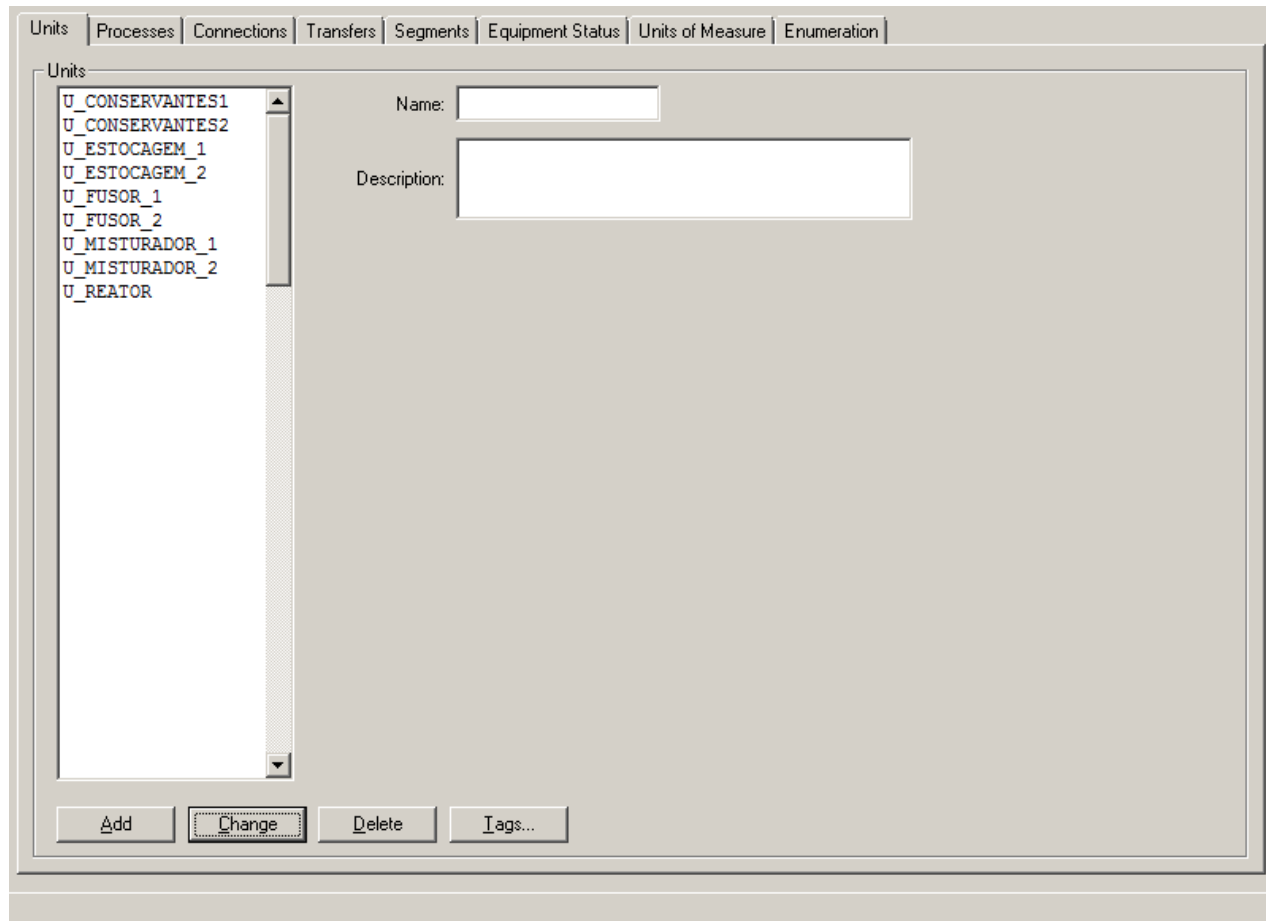 Units Processes Connections Transfers Segments Equipment Status Units of Measure Enumeration
Units
U_CONSERVANTES1
U_CONSERVANTES2
U_ESTOCAGEM_1
U_ESTOCAGEM_2
U_FUSOR_1
U_FUSOR_2
U_MISTURADOR_1
U_MISTURADOR_2
U_REATOR
Name:
Description:
Add Change Delete Tags...